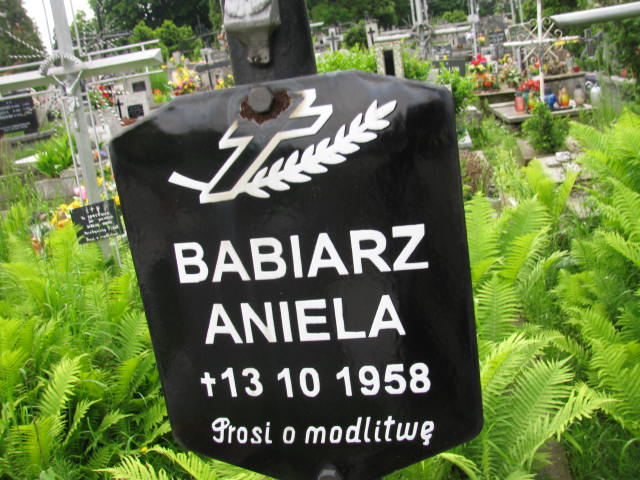 BABIARZ
ANIELA
†13 10 1958
Prosi o modlitwę